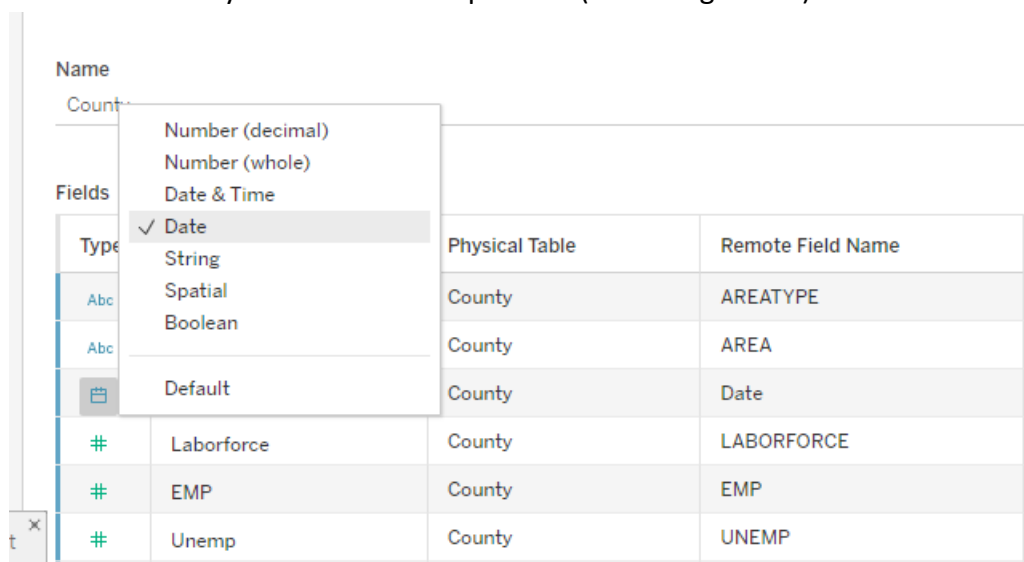 Name
County
Number (decimal)
Number (whole)
Fields
Date & Time
✓ Date
Type
Physical Table
Remote Field Name
String
Spatial
Boolean
Default
Abc
County
AREATYPE
Abc
County
AREA
County
Date
# Laborforce County LABORFORCE
# EMP County EMP
# Unemp County UNEMP
t